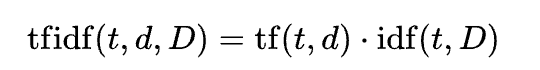 tfidf(t, d, D) = tf(t, d) · idf(t, D)